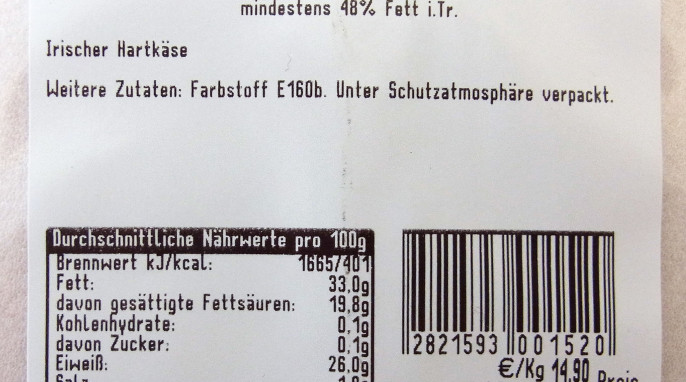 mindestens 48% Fett i.Tr.
Irischer Hartkäse
Weitere Zutaten: Farbstoff E160b. Unter Schutzatmosphäre verpackt.
Durchschnittliche Nährwerte pro 100g
Brennwert kJ/kcal: 1665/401
Fett: 33,0g
davon gesättigte Fettsäuren: 19,8g
Kohlenhydrate: 0,1g
davon Zucker: 0,1g
Eiweiß: 26,0g
2821593 001520
€/Kg 14,90 Preis